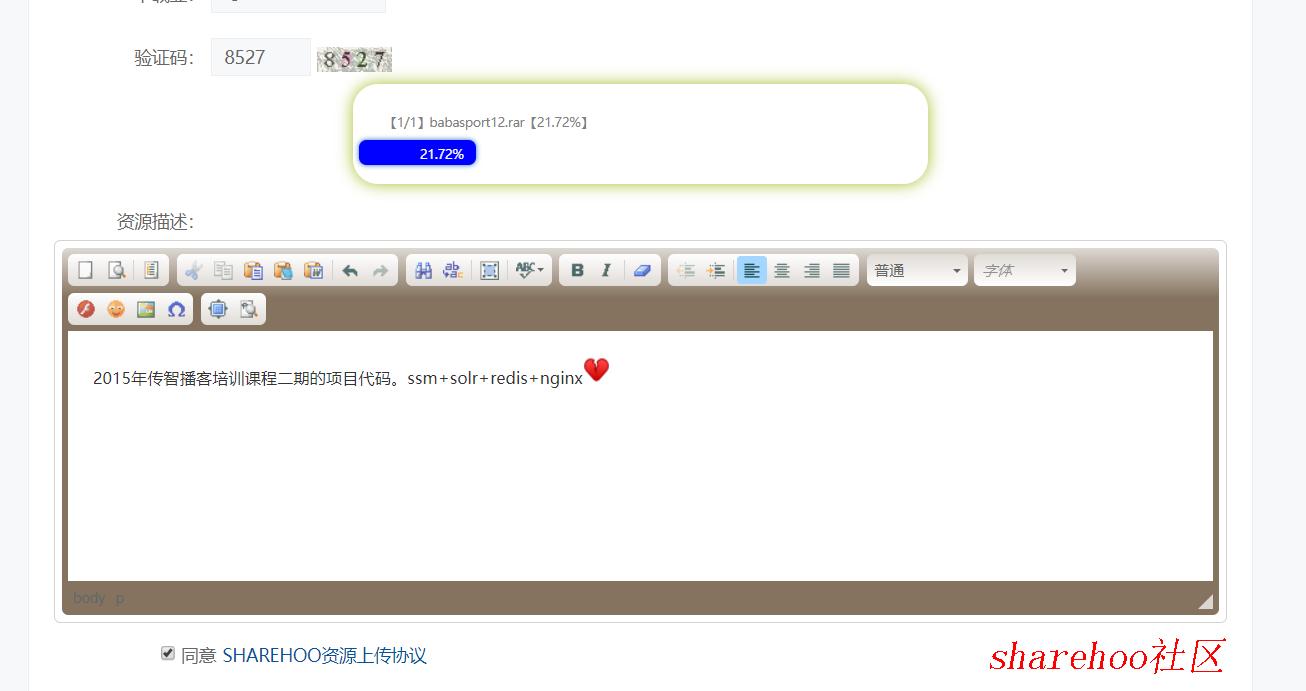 验证码： 8527 8527
【1/1】babasport12.rar【21.72%】
21.72%
资源描述：
ABC
B I 普通 字体
2015年传智播客培训课程二期的项目代码。ssm+solr+redis+nginx
body p
同意 SHAREHOO资源上传协议
sharehoo社区